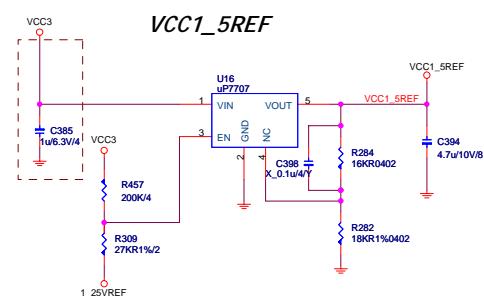 VCC1_5REF
VCC3
VCC1_5REF
U16
uP7707
1 VIN VOUT 5 VCC1_5REF
3 EN GND NC
2 4
C385
1u/6.3V/4
VCC3
C398
X_0.1u/4/Y
R284
16KR0402
C394
4.7u/10V/8
R457
200K/4
R309
27KR1%/2
R282
18KR1%0402
1_25VREF